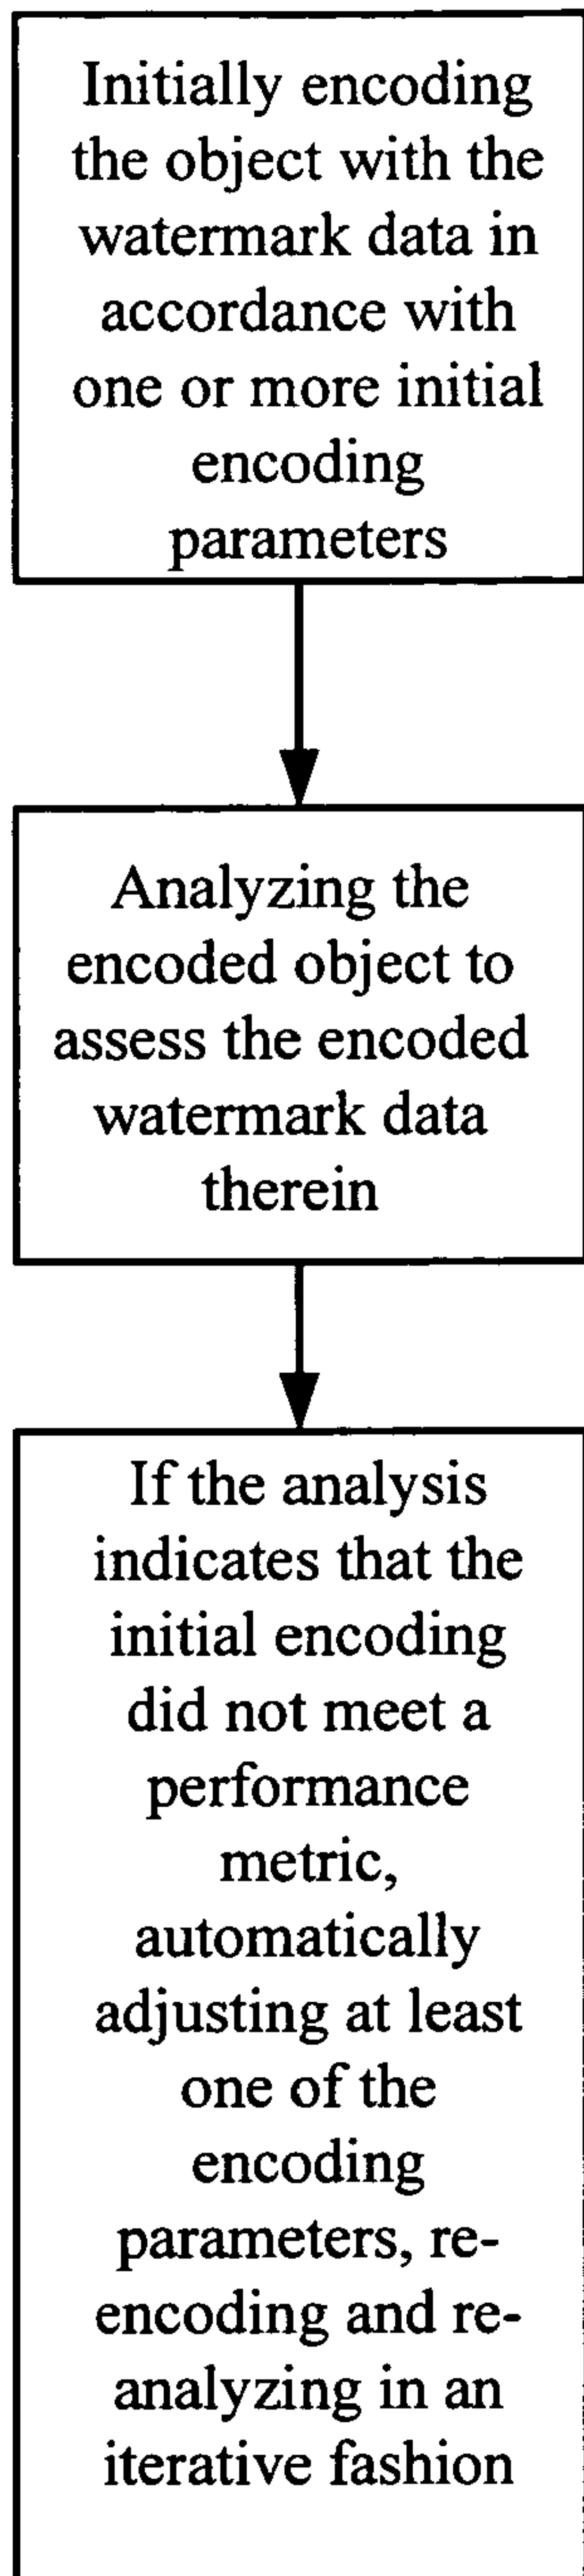 Initially encoding
the object with the
watermark data in
accordance with
one or more initial
encoding
parameters
Analyzing the
encoded object to
assess the encoded
watermark data
therein
If the analysis
indicates that the
initial encoding
did not meet a
performance
metric,
automatically
adjusting at least
one of the
encoding
parameters, re-
encoding and re-
analyzing in an
iterative fashion